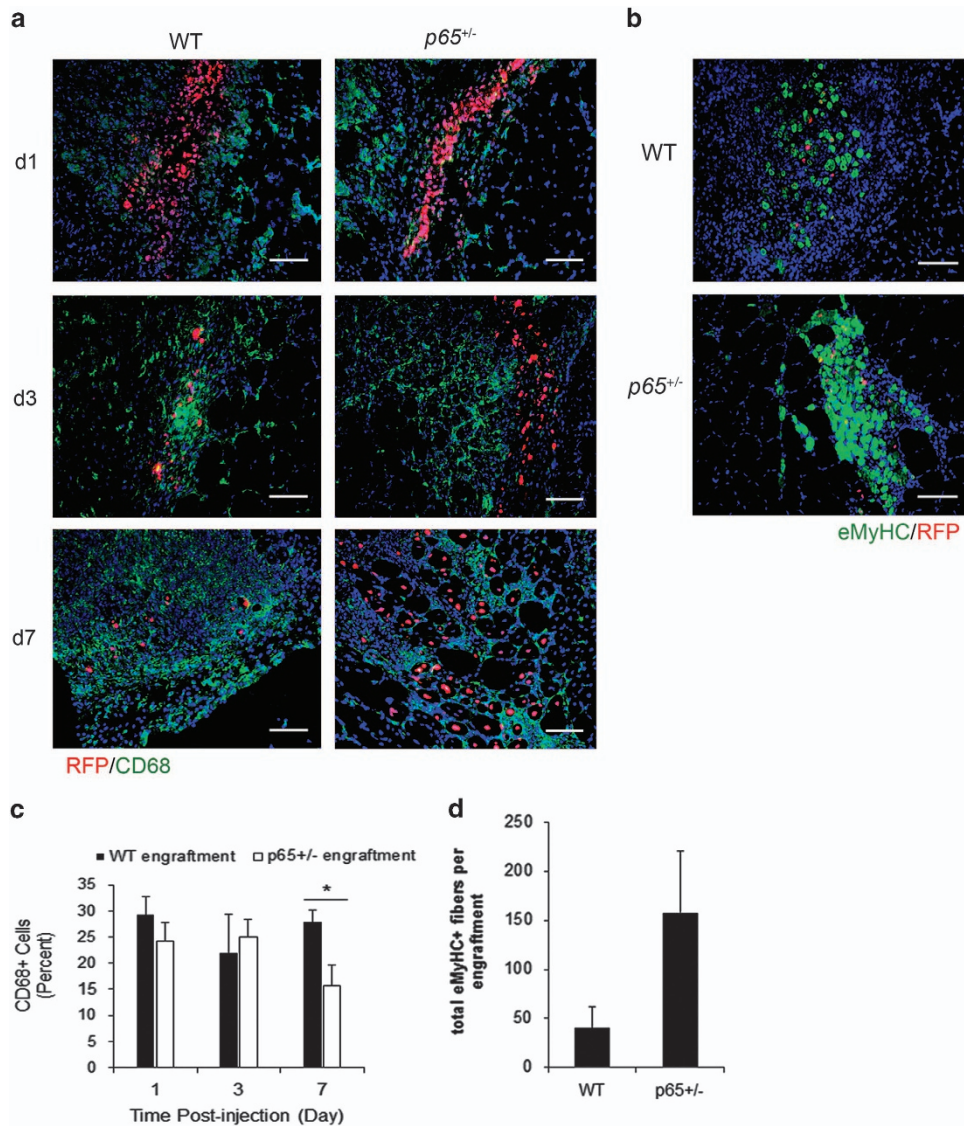 a
WT
p65+/-
d1
d3
d7
RFP/CD68
b
WT
p65+/-
eMyHC/RFP
c
WT engraftment
p65+/- engraftment
CD68+ Cells
(Percent)
35
30
25
20
15
10
5
0
*
1
3
7
Time Post-injection (Day)
d
total eMyHC+ fibers per
engraftment
250
200
150
100
50
0
WT
p65+/-